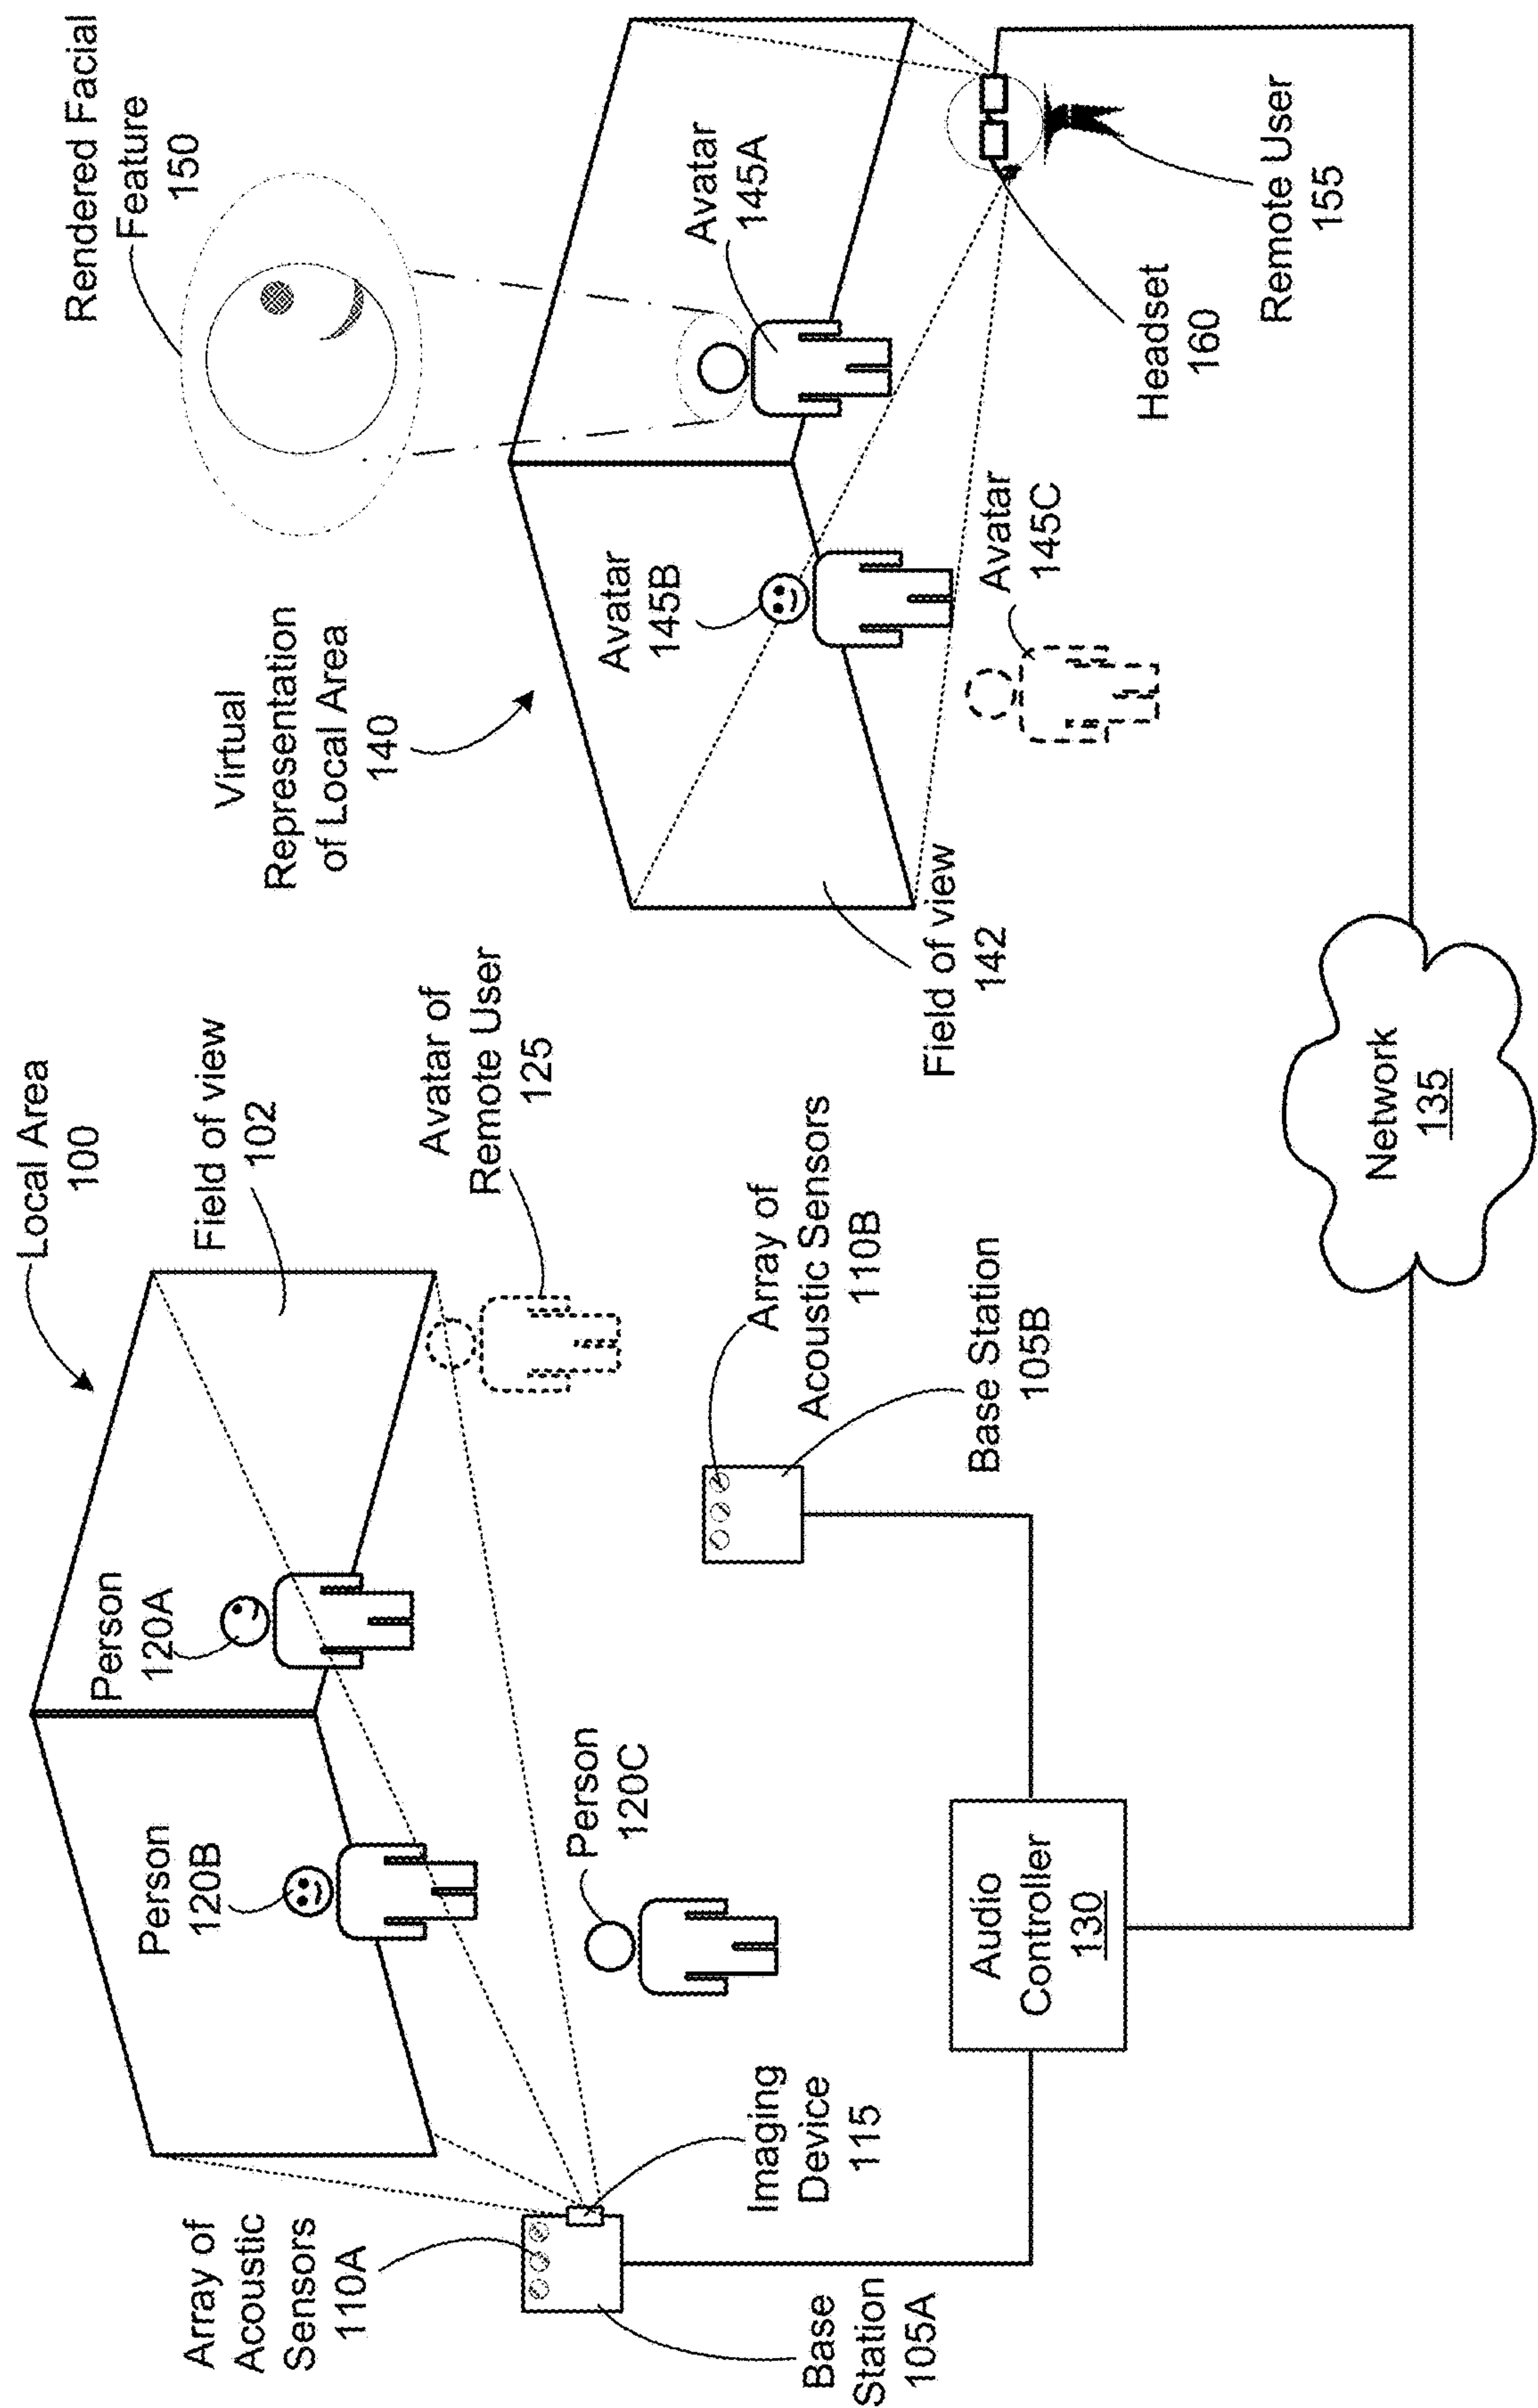 Local Area
100
Field of view
102
Person
120A
Person
120B
Person
120C
Avatar of
Remote User
125
Array of
Acoustic
Sensors
110A
Base
Station
105A
Imaging
Device
115
Array of
Acoustic Sensors
110B
Base Station
105B
Audio
Controller
130
Network
135
Virtual
Representation
of Local Area
140
Field of view
142
Rendered Facial
Feature
150
Avatar
145A
Avatar
145B
Avatar
145C
Headset
160
Remote User
155